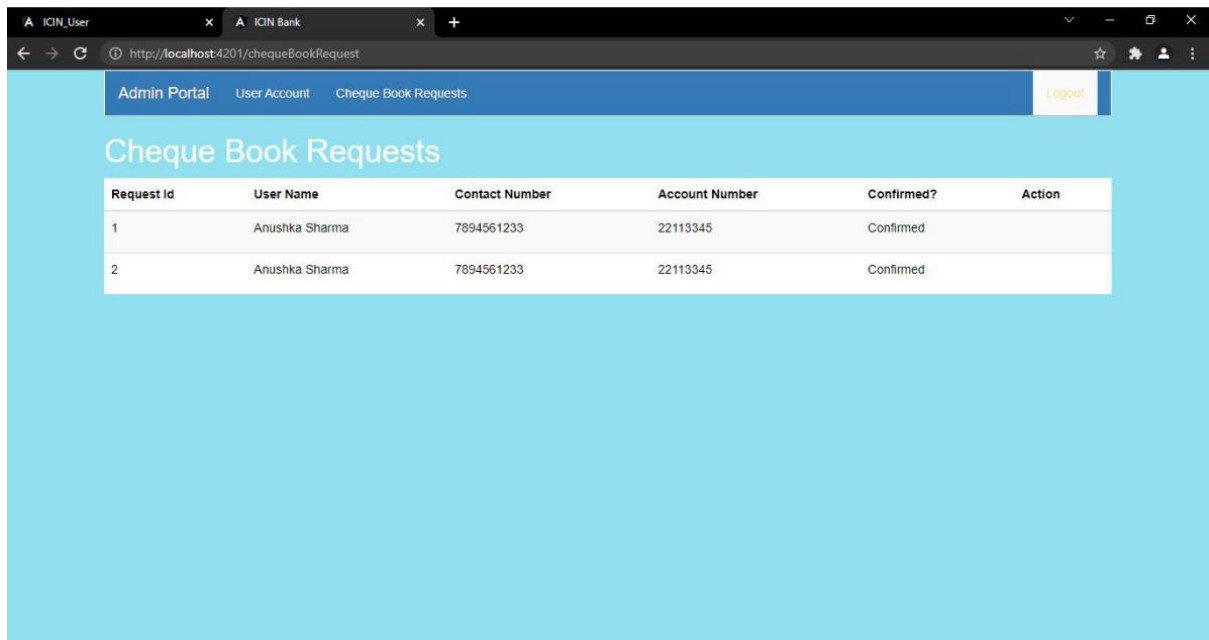 ICIN_User ICIN Bank
http://localhost:4201/chequeBookRequest
Admin Portal User Account Cheque Book Requests Logout
Cheque Book Requests
Request Id User Name Contact Number Account Number Confirmed? Action
1 Anushka Sharma 7894561233 22113345 Confirmed
2 Anushka Sharma 7894561233 22113345 Confirmed